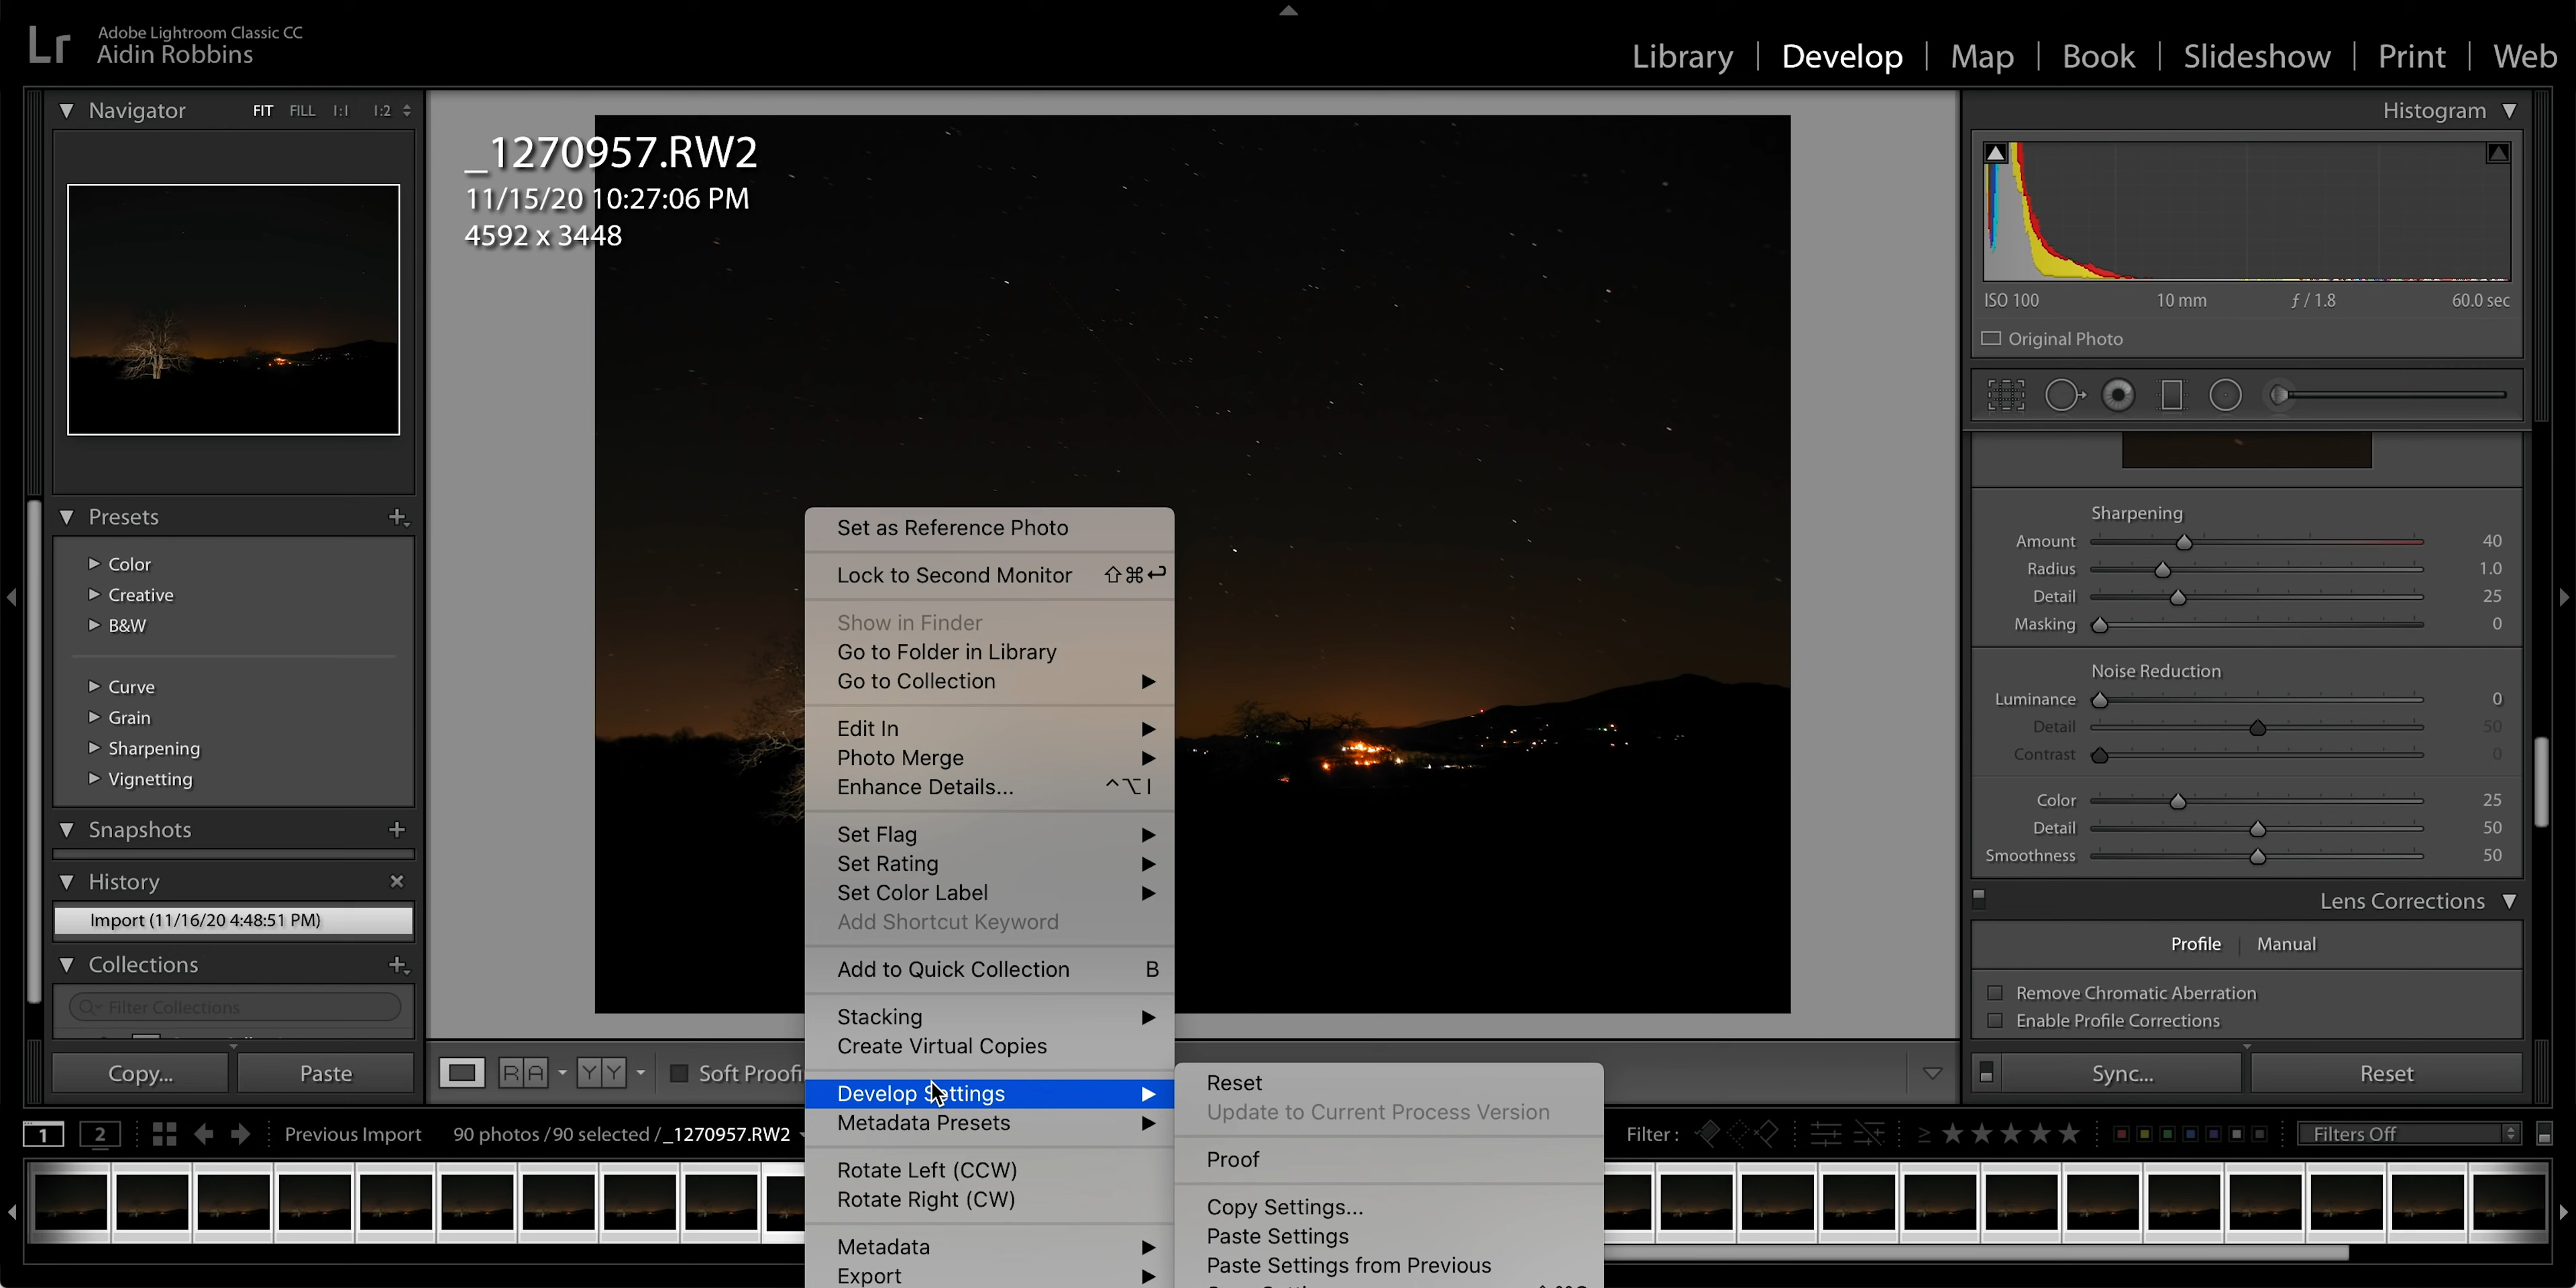 Lr
Adobe Lightroom Classic CC
Aidin Robbins
Library | Develop | Map | Book | Slideshow | Print | Web
Navigator FIT FILL 1:1 1:2
_1270957.RW2
11/15/20 10:27:06 PM
4592 x 3448
Presets
Color
Creative
B&W
Curve
Grain
Sharpening
Vignetting
Snapshots
History
Import (11/16/20 4:48:51 PM)
Collections
Filter Collections
Copy... Paste
Set as Reference Photo
Lock to Second Monitor ⇧⌘↩
Show in Finder
Go to Folder in Library
Go to Collection
Edit In
Photo Merge
Enhance Details... ^⌥I
Set Flag
Set Rating
Set Color Label
Add Shortcut Keyword
Add to Quick Collection B
Stacking
Create Virtual Copies
Develop Settings
Metadata Presets
Rotate Left (CCW)
Rotate Right (CW)
Metadata
Export
Reset
Update to Current Process Version
Proof
Copy Settings...
Paste Settings
Paste Settings from Previous
R A Y Y Soft Proofi
Histogram
ISO 100 10 mm ƒ / 1.8 60.0 sec
Original Photo
Sharpening
Amount 40
Radius 1.0
Detail 25
Masking 0
Noise Reduction
Luminance 0
Detail 50
Contrast 0
Color 25
Detail 50
Smoothness 50
Lens Corrections
Profile | Manual
Remove Chromatic Aberration
Enable Profile Corrections
Sync... Reset
1 2 Previous Import 90 photos / 90 selected / _1270957.RW2
Filter : ≥ ★★★★★ Filters Off